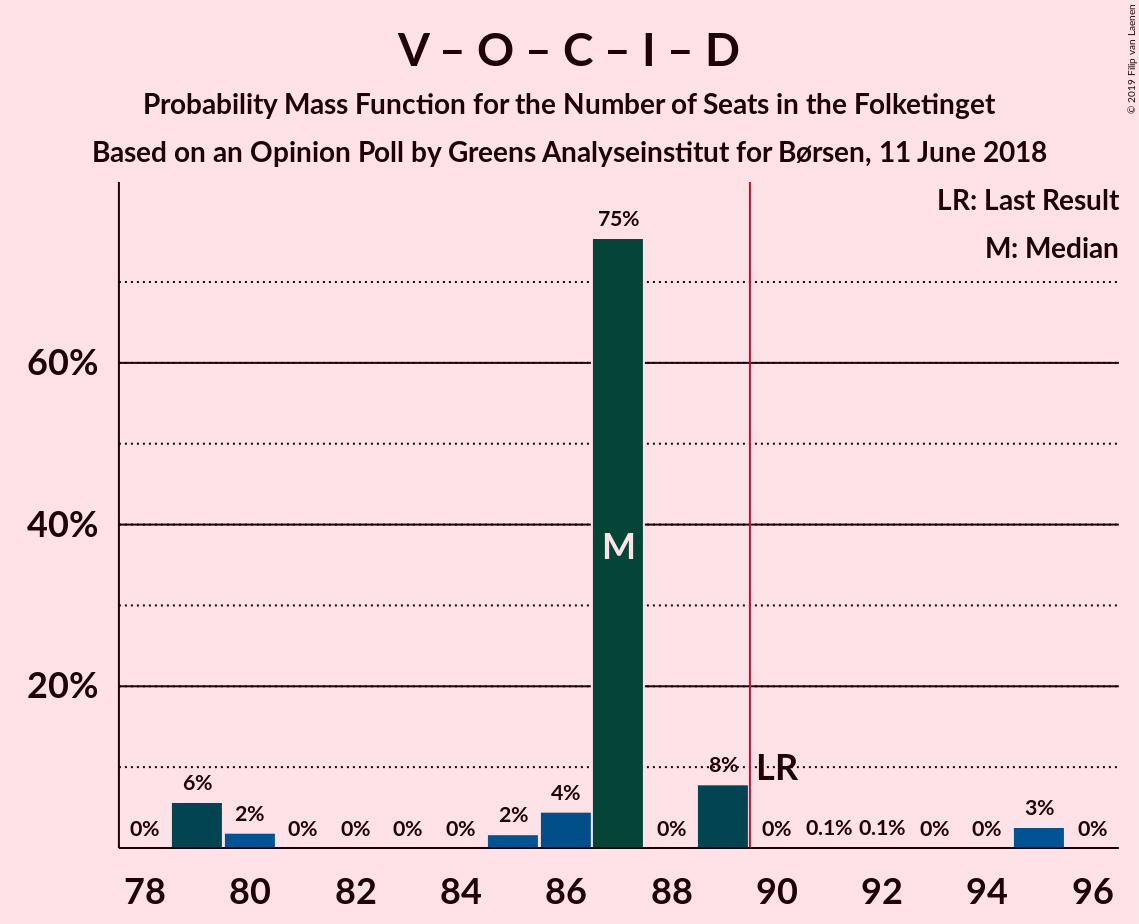 V – O – C – I – D
Probability Mass Function for the Number of Seats in the Folketinget
Based on an Opinion Poll by Greens Analyseinstitut for Børsen, 11 June 2018
© 2019 Filip van Laenen
LR: Last Result
M: Median
60%
40%
20%
0%
6%
2%
0%
0%
0%
0%
2%
4%
75%
M
0%
8%
LR
0%
0.1%
0.1%
0%
0%
3%
0%
78 80 82 84 86 88 90 92 94 96